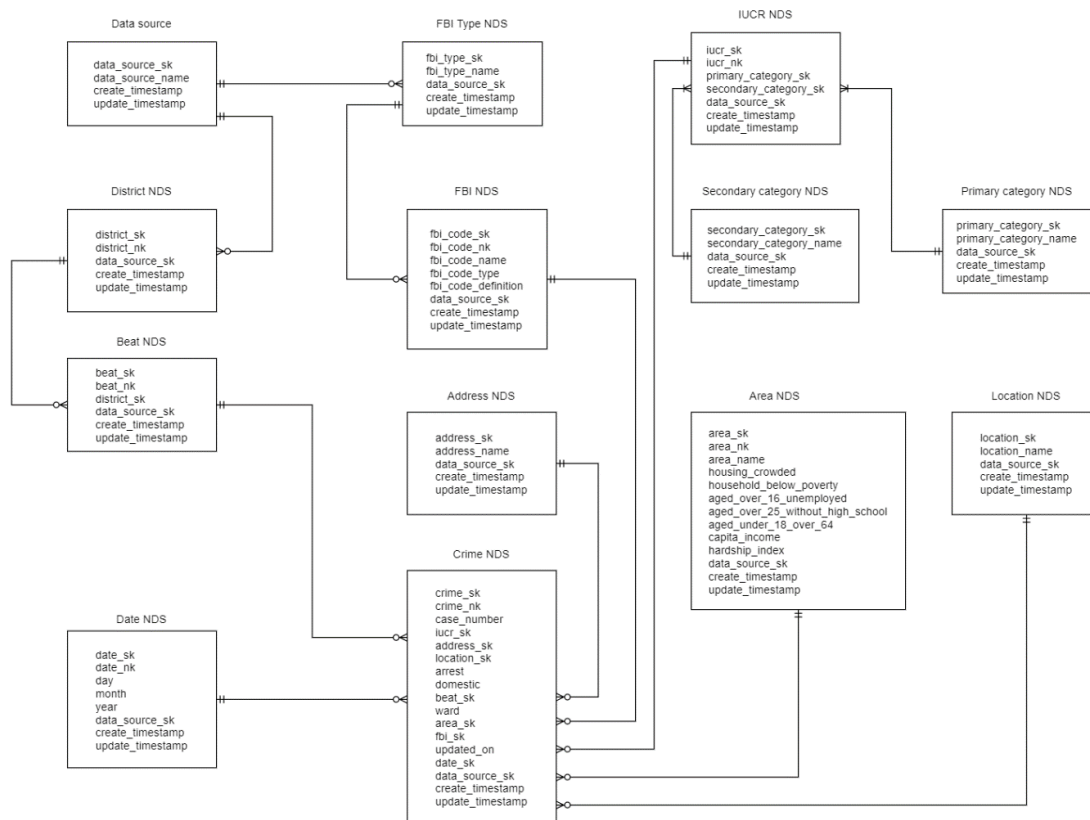 Data source
data_source_sk
data_source_name
create_timestamp
update_timestamp
FBI Type NDS
fbi_type_sk
fbi_type_name
data_source_sk
create_timestamp
update_timestamp
IUCR NDS
iucr_sk
iucr_nk
primary_category_sk
secondary_category_sk
data_source_sk
create_timestamp
update_timestamp
District NDS
district_sk
district_nk
data_source_sk
create_timestamp
update_timestamp
FBI NDS
fbi_code_sk
fbi_code_nk
fbi_code_name
fbi_code_type
fbi_code_definition
data_source_sk
create_timestamp
update_timestamp
Secondary category NDS
secondary_category_sk
secondary_category_name
data_source_sk
create_timestamp
update_timestamp
Primary category NDS
primary_category_sk
primary_category_name
data_source_sk
create_timestamp
update_timestamp
Beat NDS
beat_sk
beat_nk
district_sk
data_source_sk
create_timestamp
update_timestamp
Address NDS
address_sk
address_name
data_source_sk
create_timestamp
update_timestamp
Area NDS
area_sk
area_nk
area_name
housing_crowded
household_below_poverty
aged_over_16_unemployed
aged_over_25_without_high_school
aged_under_18_over_64
capita_income
hardship_index
data_source_sk
create_timestamp
update_timestamp
Location NDS
location_sk
location_name
data_source_sk
create_timestamp
update_timestamp
Date NDS
date_sk
date_nk
day
month
year
data_source_sk
create_timestamp
update_timestamp
Crime NDS
crime_sk
crime_nk
case_number
iucr_sk
address_sk
location_sk
arrest
domestic
beat_sk
ward
area_sk
fbi_sk
updated_on
date_sk
data_source_sk
create_timestamp
update_timestamp